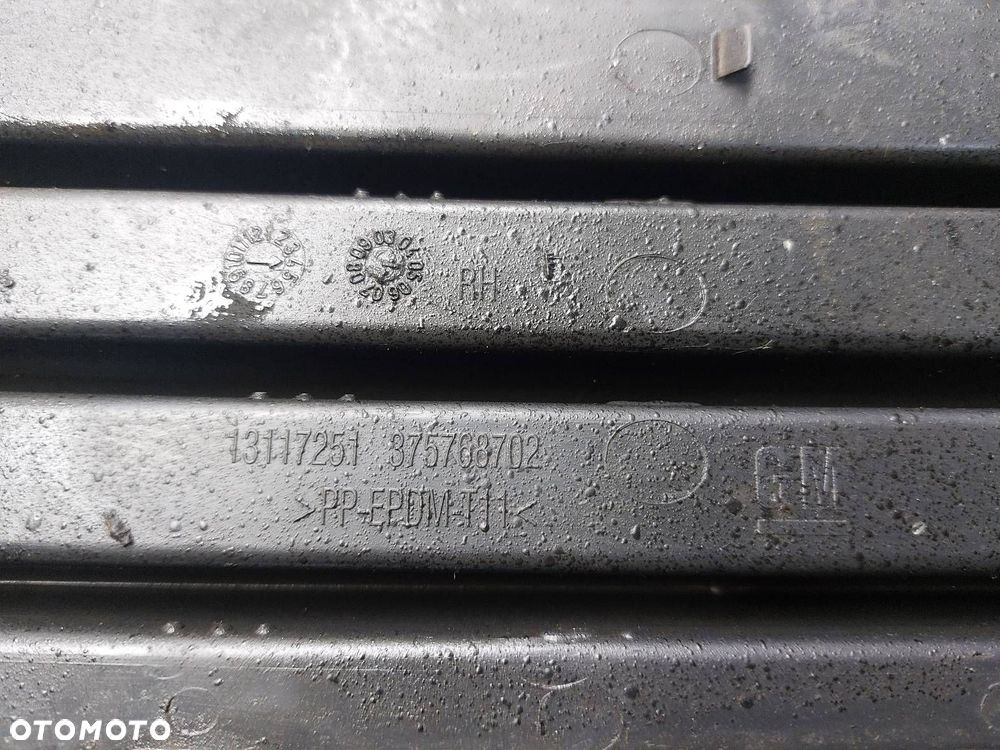 RH
13117251 375768702
>PP-EPDM-T11<
GM
OTOMOTO